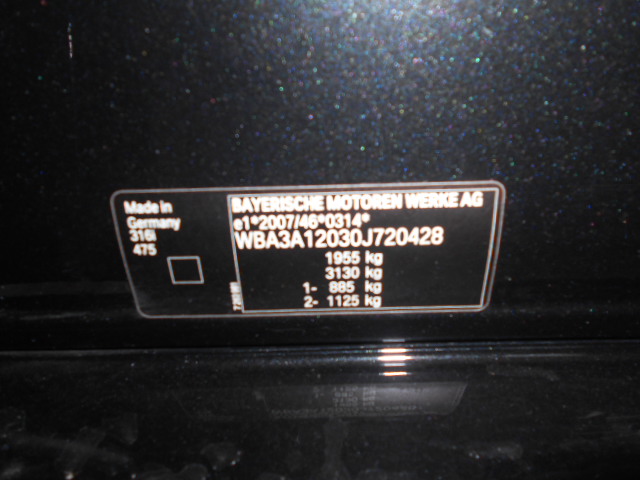 Made in
Germany
316i
475
BAYERISCHE MOTOREN WERKE AG
e1*2007/46*0314*
WBA3A12030J720428
1955 kg
3130 kg
1- 885 kg
2- 1125 kg